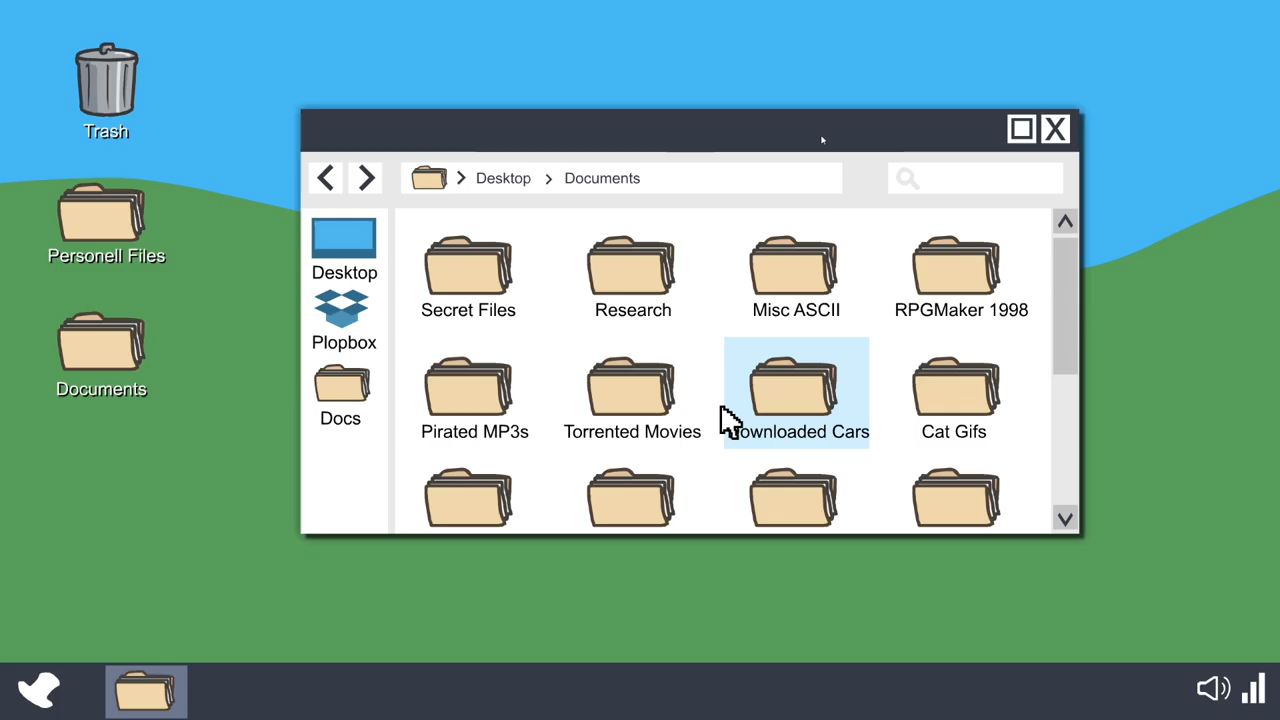 Trash
Personell Files
Documents
X
Desktop Documents
Desktop
Plopbox
Docs
Secret Files
Research
Misc ASCII
RPGMaker 1998
Pirated MP3s
Torrented Movies
ownloaded Cars
Cat Gifs